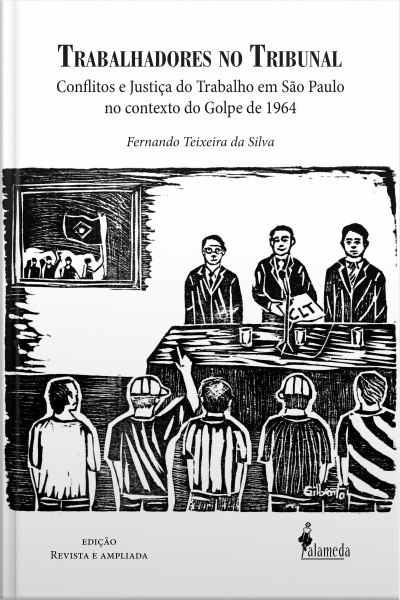 TRABALHADORES NO TRIBUNAL
Conflitos e Justiça do Trabalho em São Paulo
no contexto do Golpe de 1964
Fernando Teixeira da Silva
CLT
Gilberto
EDIÇÃO
REVISTA E AMPLIADA
alameda